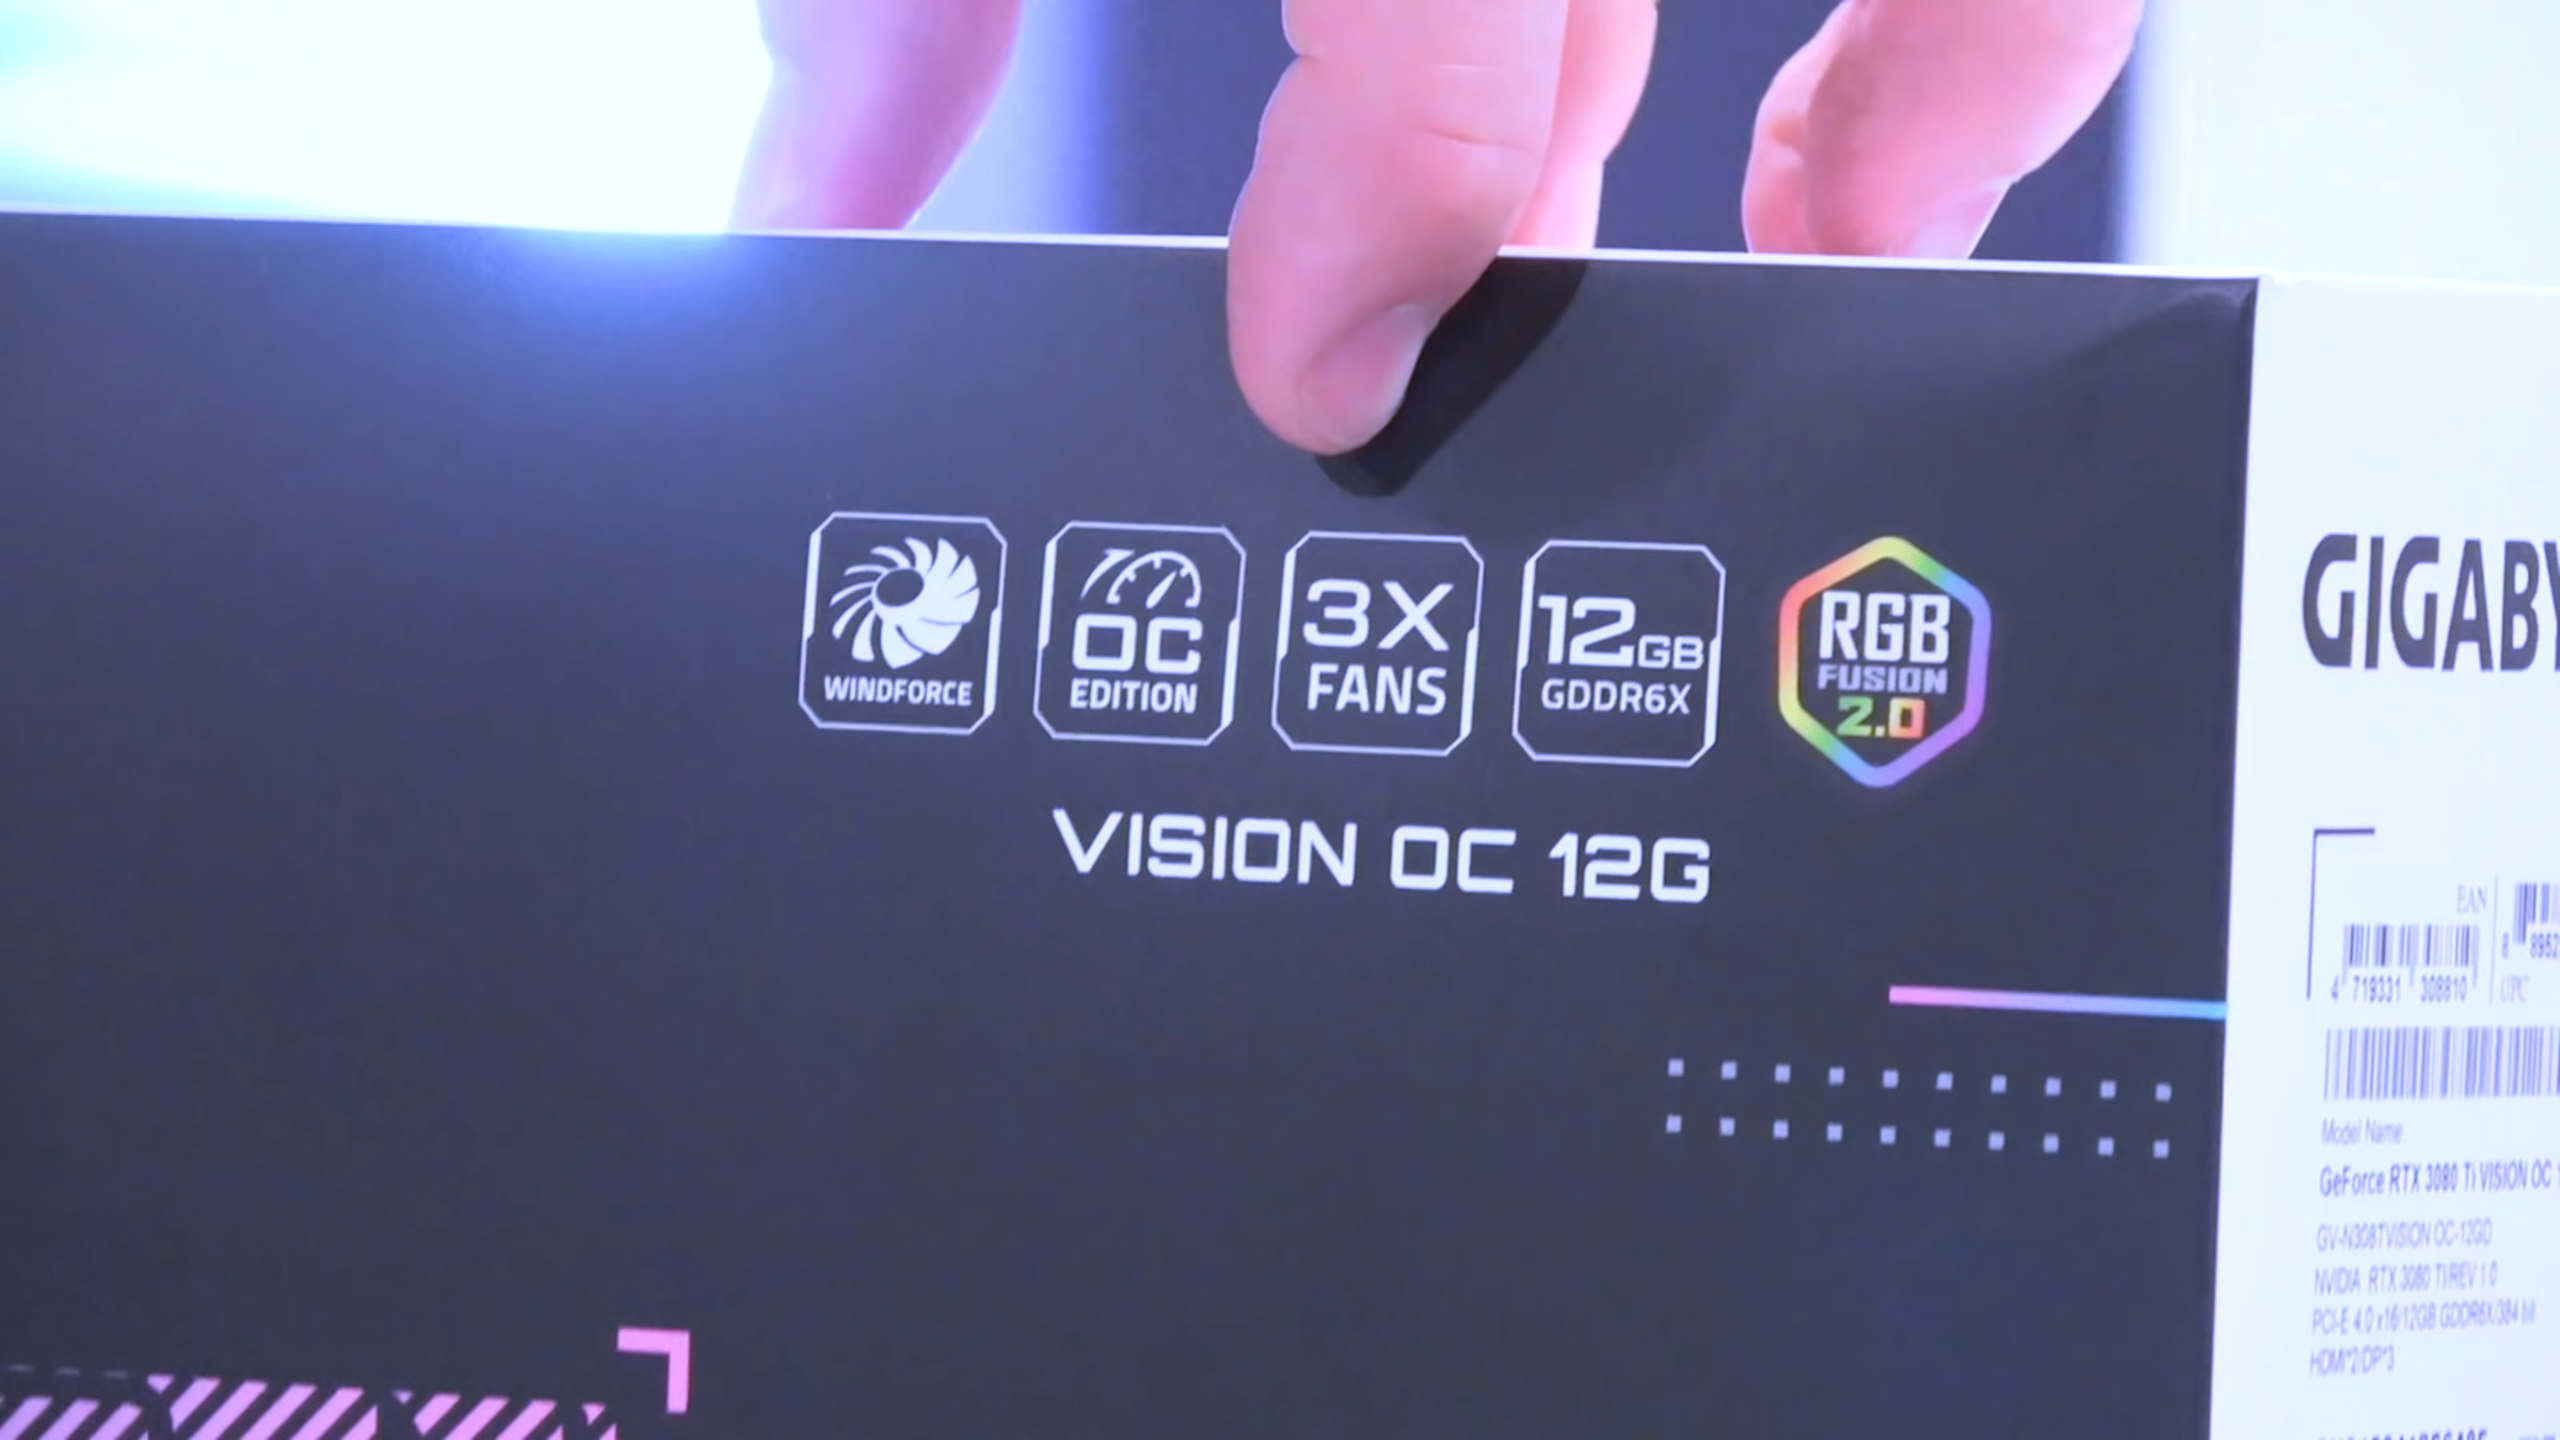 WINDFORCE
OC
EDITION
3X
FANS
12GB
GDDR6X
RGB
FUSION
2.0
VISION OC 12G
GIGABY
EAN
4 719331 308810
8 8952
UPC
Model Name
GeForce RTX 3080 Ti VISION OC
GV-N308TVISION OC-12GD
NVIDIA RTX 3080 TI/REV 1.0
PCI-E 4.0 x16/12GB GDDR6X/384 bit
HDMI*2/DP*3